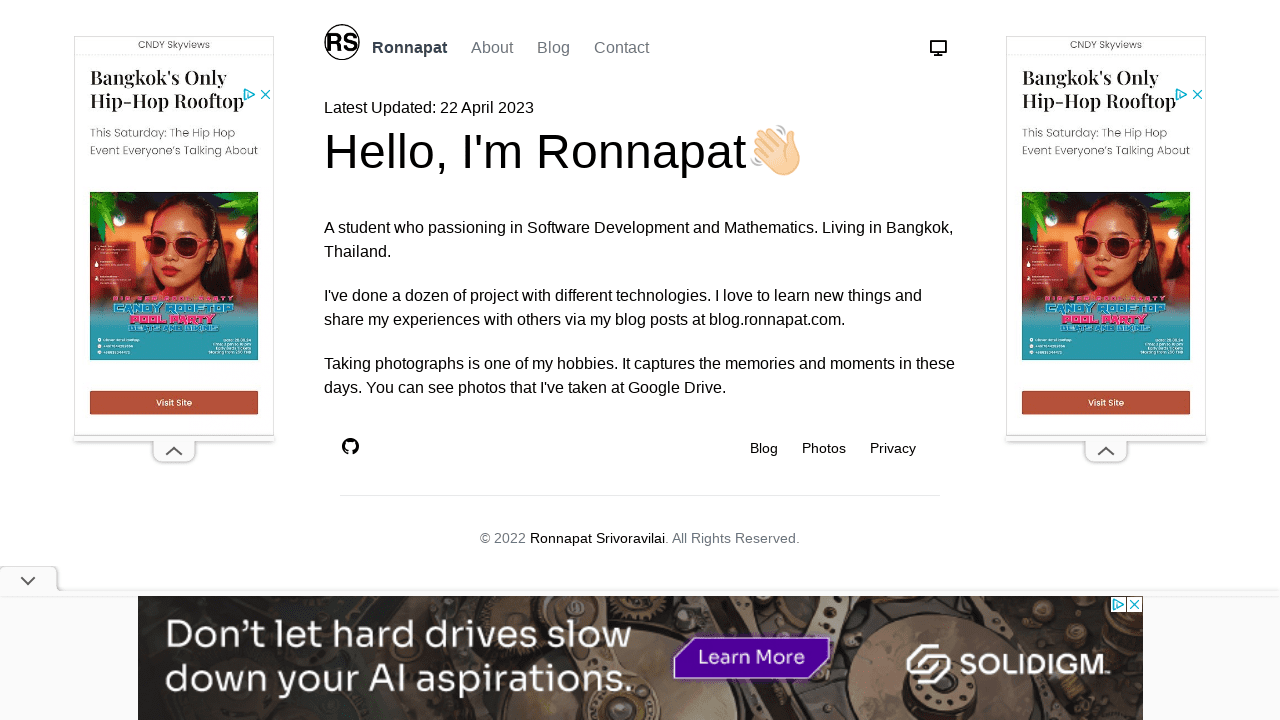 RS
Ronnapat About Blog Contact
Latest Updated: 22 April 2023
Hello, I'm Ronnapat
A student who passioning in Software Development and Mathematics. Living in Bangkok,
Thailand.
I've done a dozen of project with different technologies. I love to learn new things and
share my experiences with others via my blog posts at blog.ronnapat.com.
Taking photographs is one of my hobbies. It captures the memories and moments in these
days. You can see photos that I've taken at Google Drive.
Blog Photos Privacy
© 2022 Ronnapat Srivoravilai. All Rights Reserved.
CNDY Skyviews
Bangkok's Only
Hip-Hop Rooftop
This Saturday: The Hip Hop
Event Everyone's Talking About
CANDY ROOFTOP
POOL PARTY
BEATS AND BIKINIS
Visit Site
CNDY Skyviews
Bangkok's Only
Hip-Hop Rooftop
This Saturday: The Hip Hop
Event Everyone's Talking About
CANDY ROOFTOP
POOL PARTY
BEATS AND BIKINIS
Visit Site
Don't let hard drives slow
down your AI aspirations.
Learn More
SOLIDIGM